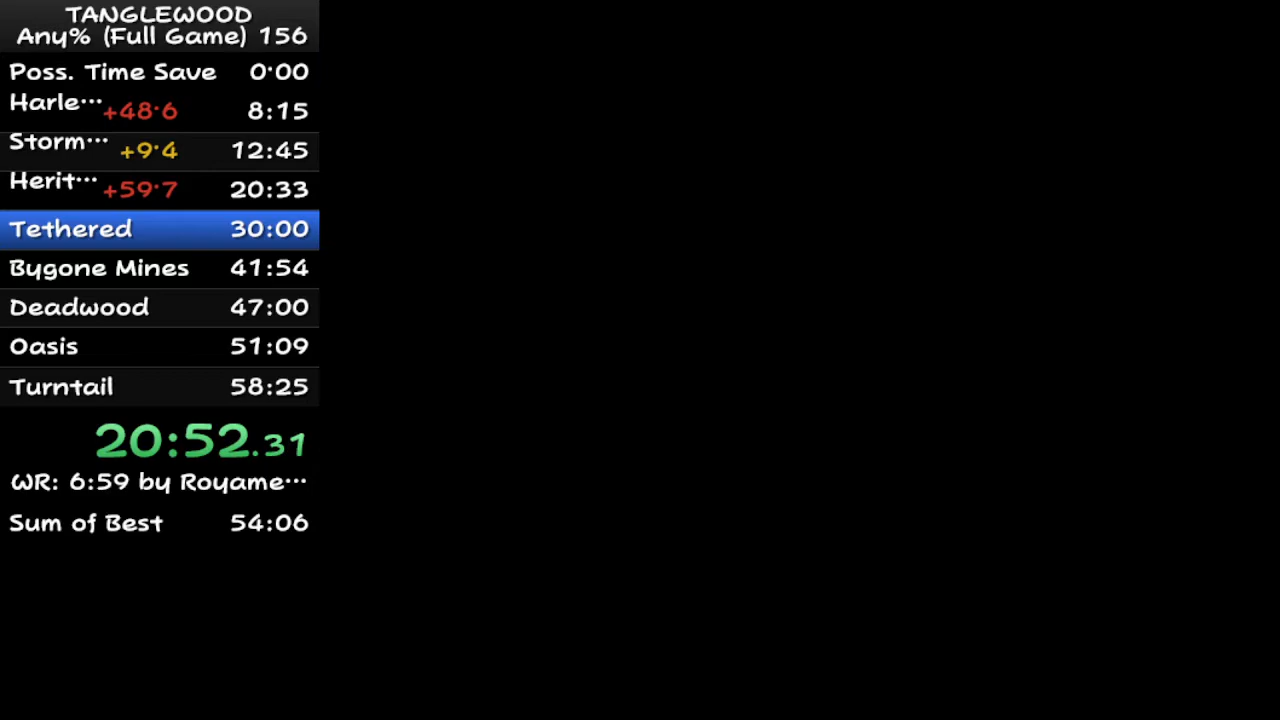 TANGLEWOOD
Any% (Full Game) 156
Poss. Time Save 0·00
Harle··· +48·6 8:15
Storm··· +9·4 12:45
Herit··· +59·7 20:33
Tethered 30:00
Bygone Mines 41:54
Deadwood 47:00
Oasis 51:09
Turntail 58:25
20:52.31
WR: 6:59 by Royame···
Sum of Best 54:06